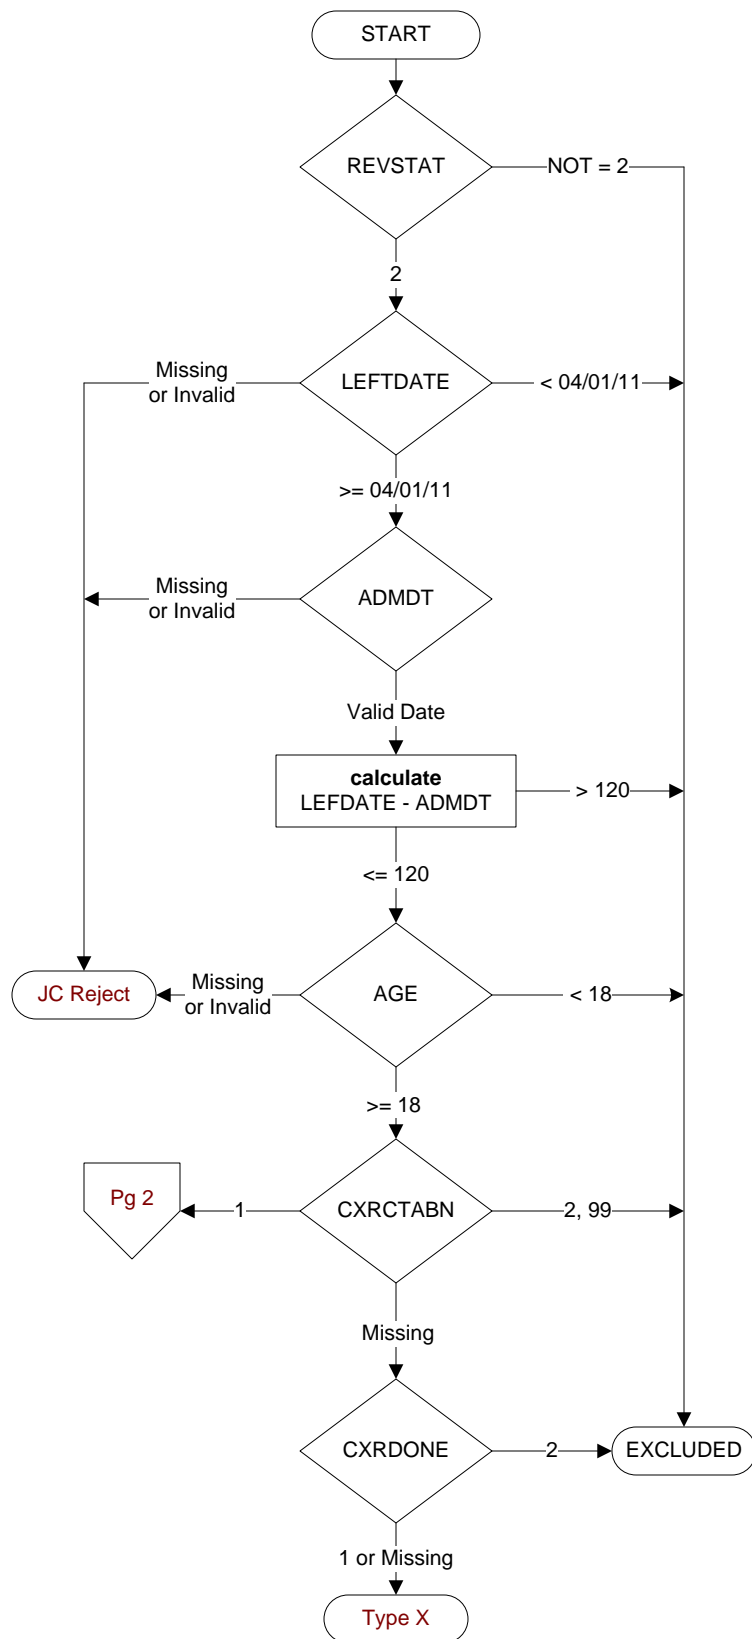 START
REVSTAT
NOT = 2
2
Missing
or Invalid
LEFTDATE
< 04/01/11
>= 04/01/11
Missing
or Invalid
ADMDT
Valid Date
calculate
LEFDATE - ADMDT
> 120
<= 120
JC Reject
Missing
or Invalid
AGE
< 18
>= 18
Pg 2
1
CXRCTABN
2, 99
Missing
CXRDONE
2
EXCLUDED
1 or Missing
Type X